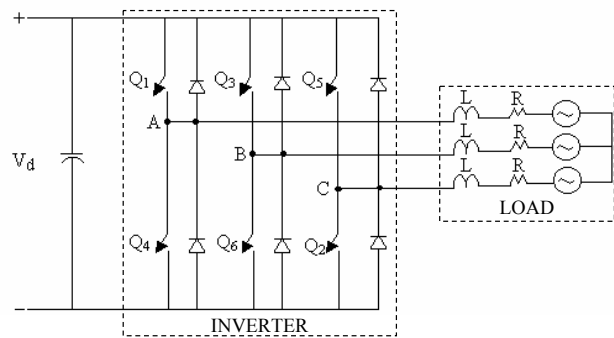 +
Q1 Q3 Q5
L R
A
L R
Vd
B
L R
C
LOAD
Q4 Q6 Q2
−
INVERTER